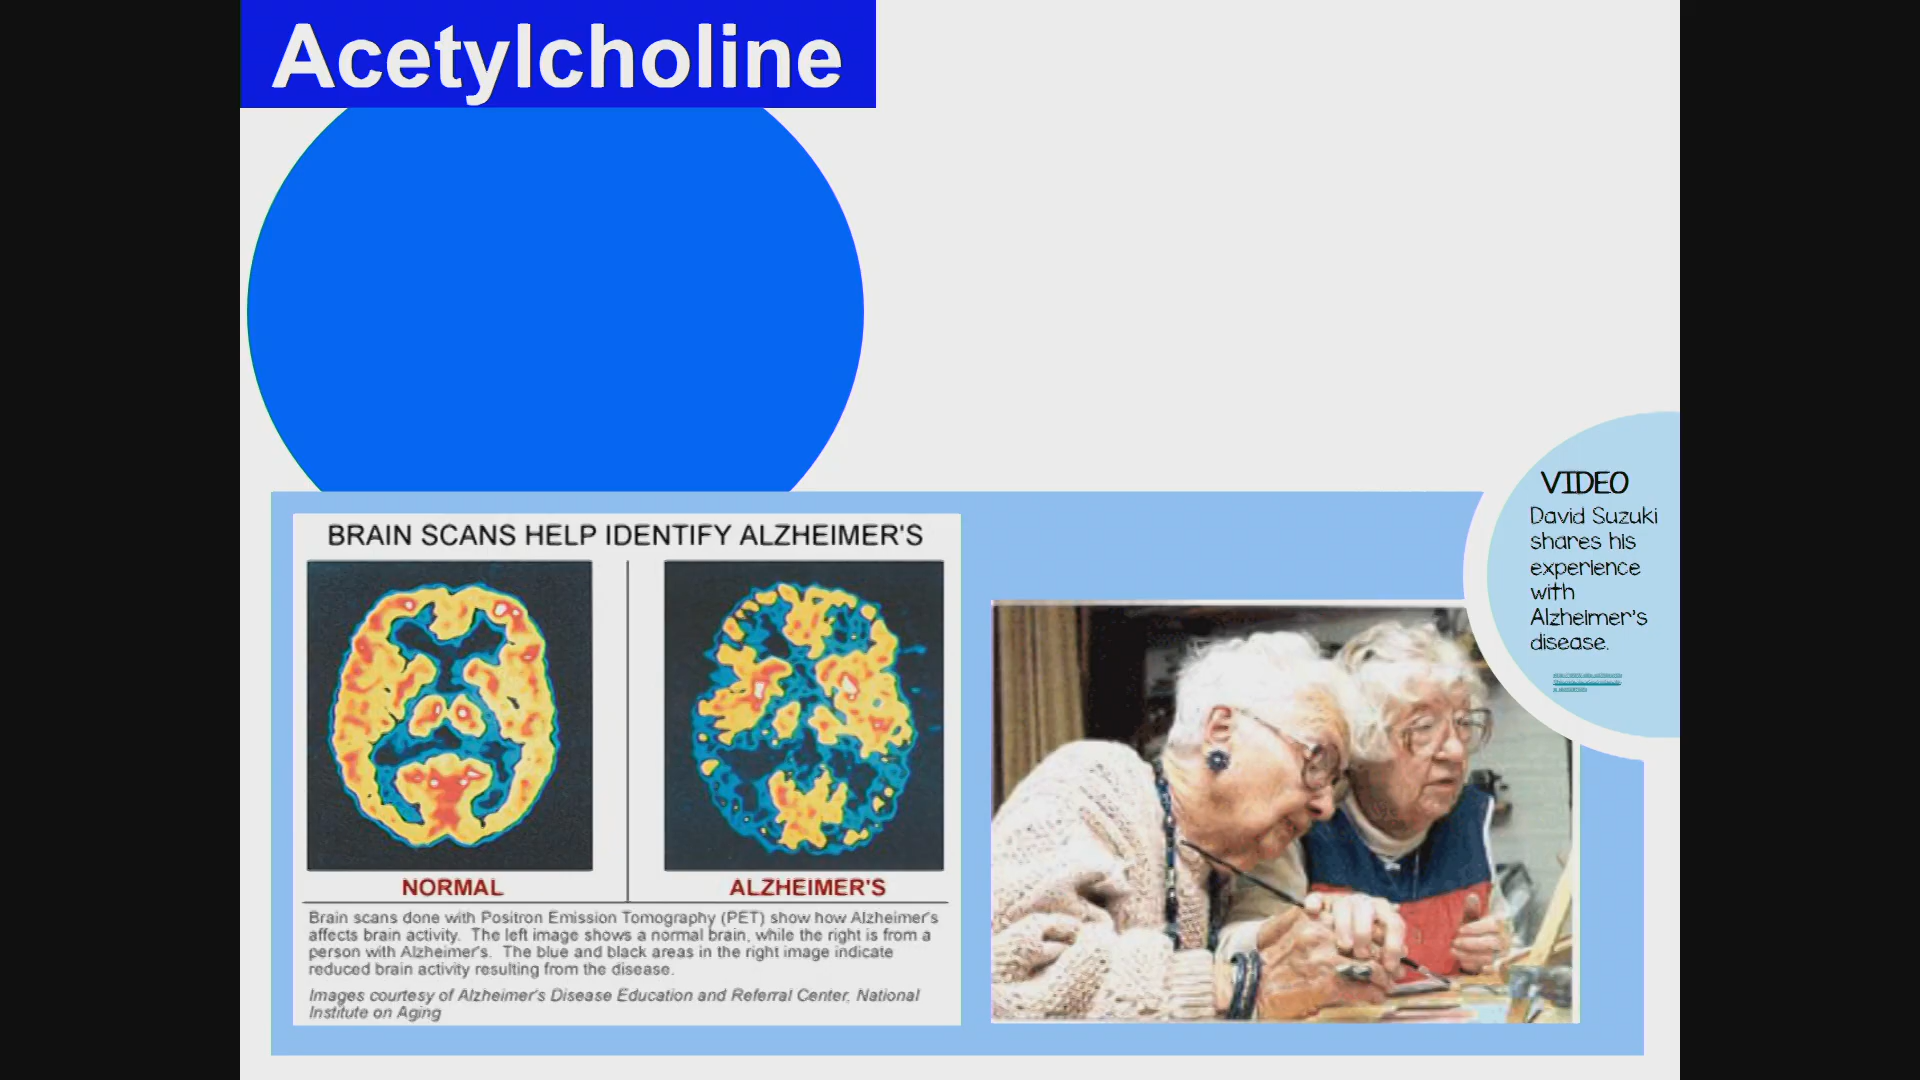 Acetylcholine
BRAIN SCANS HELP IDENTIFY ALZHEIMER'S
NORMAL
ALZHEIMER'S
Brain scans done with Positron Emission Tomography (PET) show how Alzheimer's
affects brain activity. The left image shows a normal brain, while the right is from a
person with Alzheimer's. The blue and black areas in the right image indicate
reduced brain activity resulting from the disease.
Images courtesy of Alzheimer's Disease Education and Referral Center, National
Institute on Aging
VIDEO
David Suzuki
shares his
experience
with
Alzheimer's
disease.